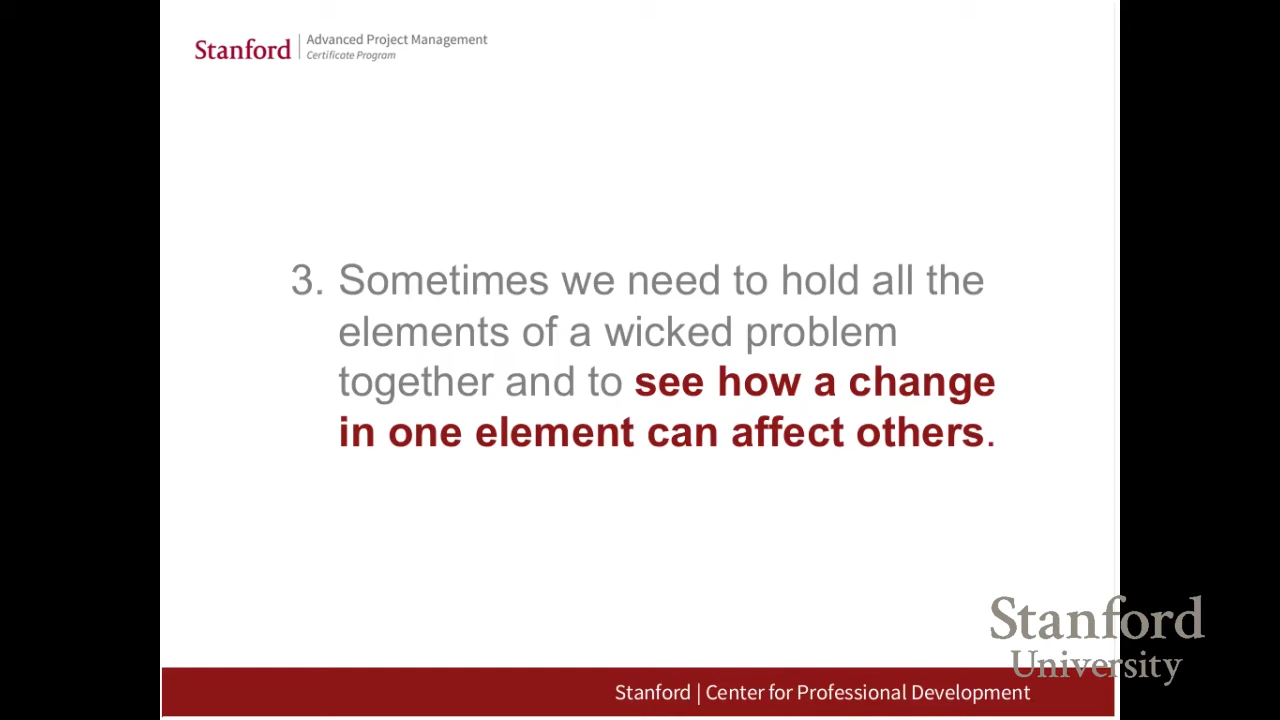 Stanford
Advanced Project Management
Certificate Program
3. Sometimes we need to hold all the
elements of a wicked problem
together and to see how a change
in one element can affect others.
Stanford
University
Stanford | Center for Professional Development